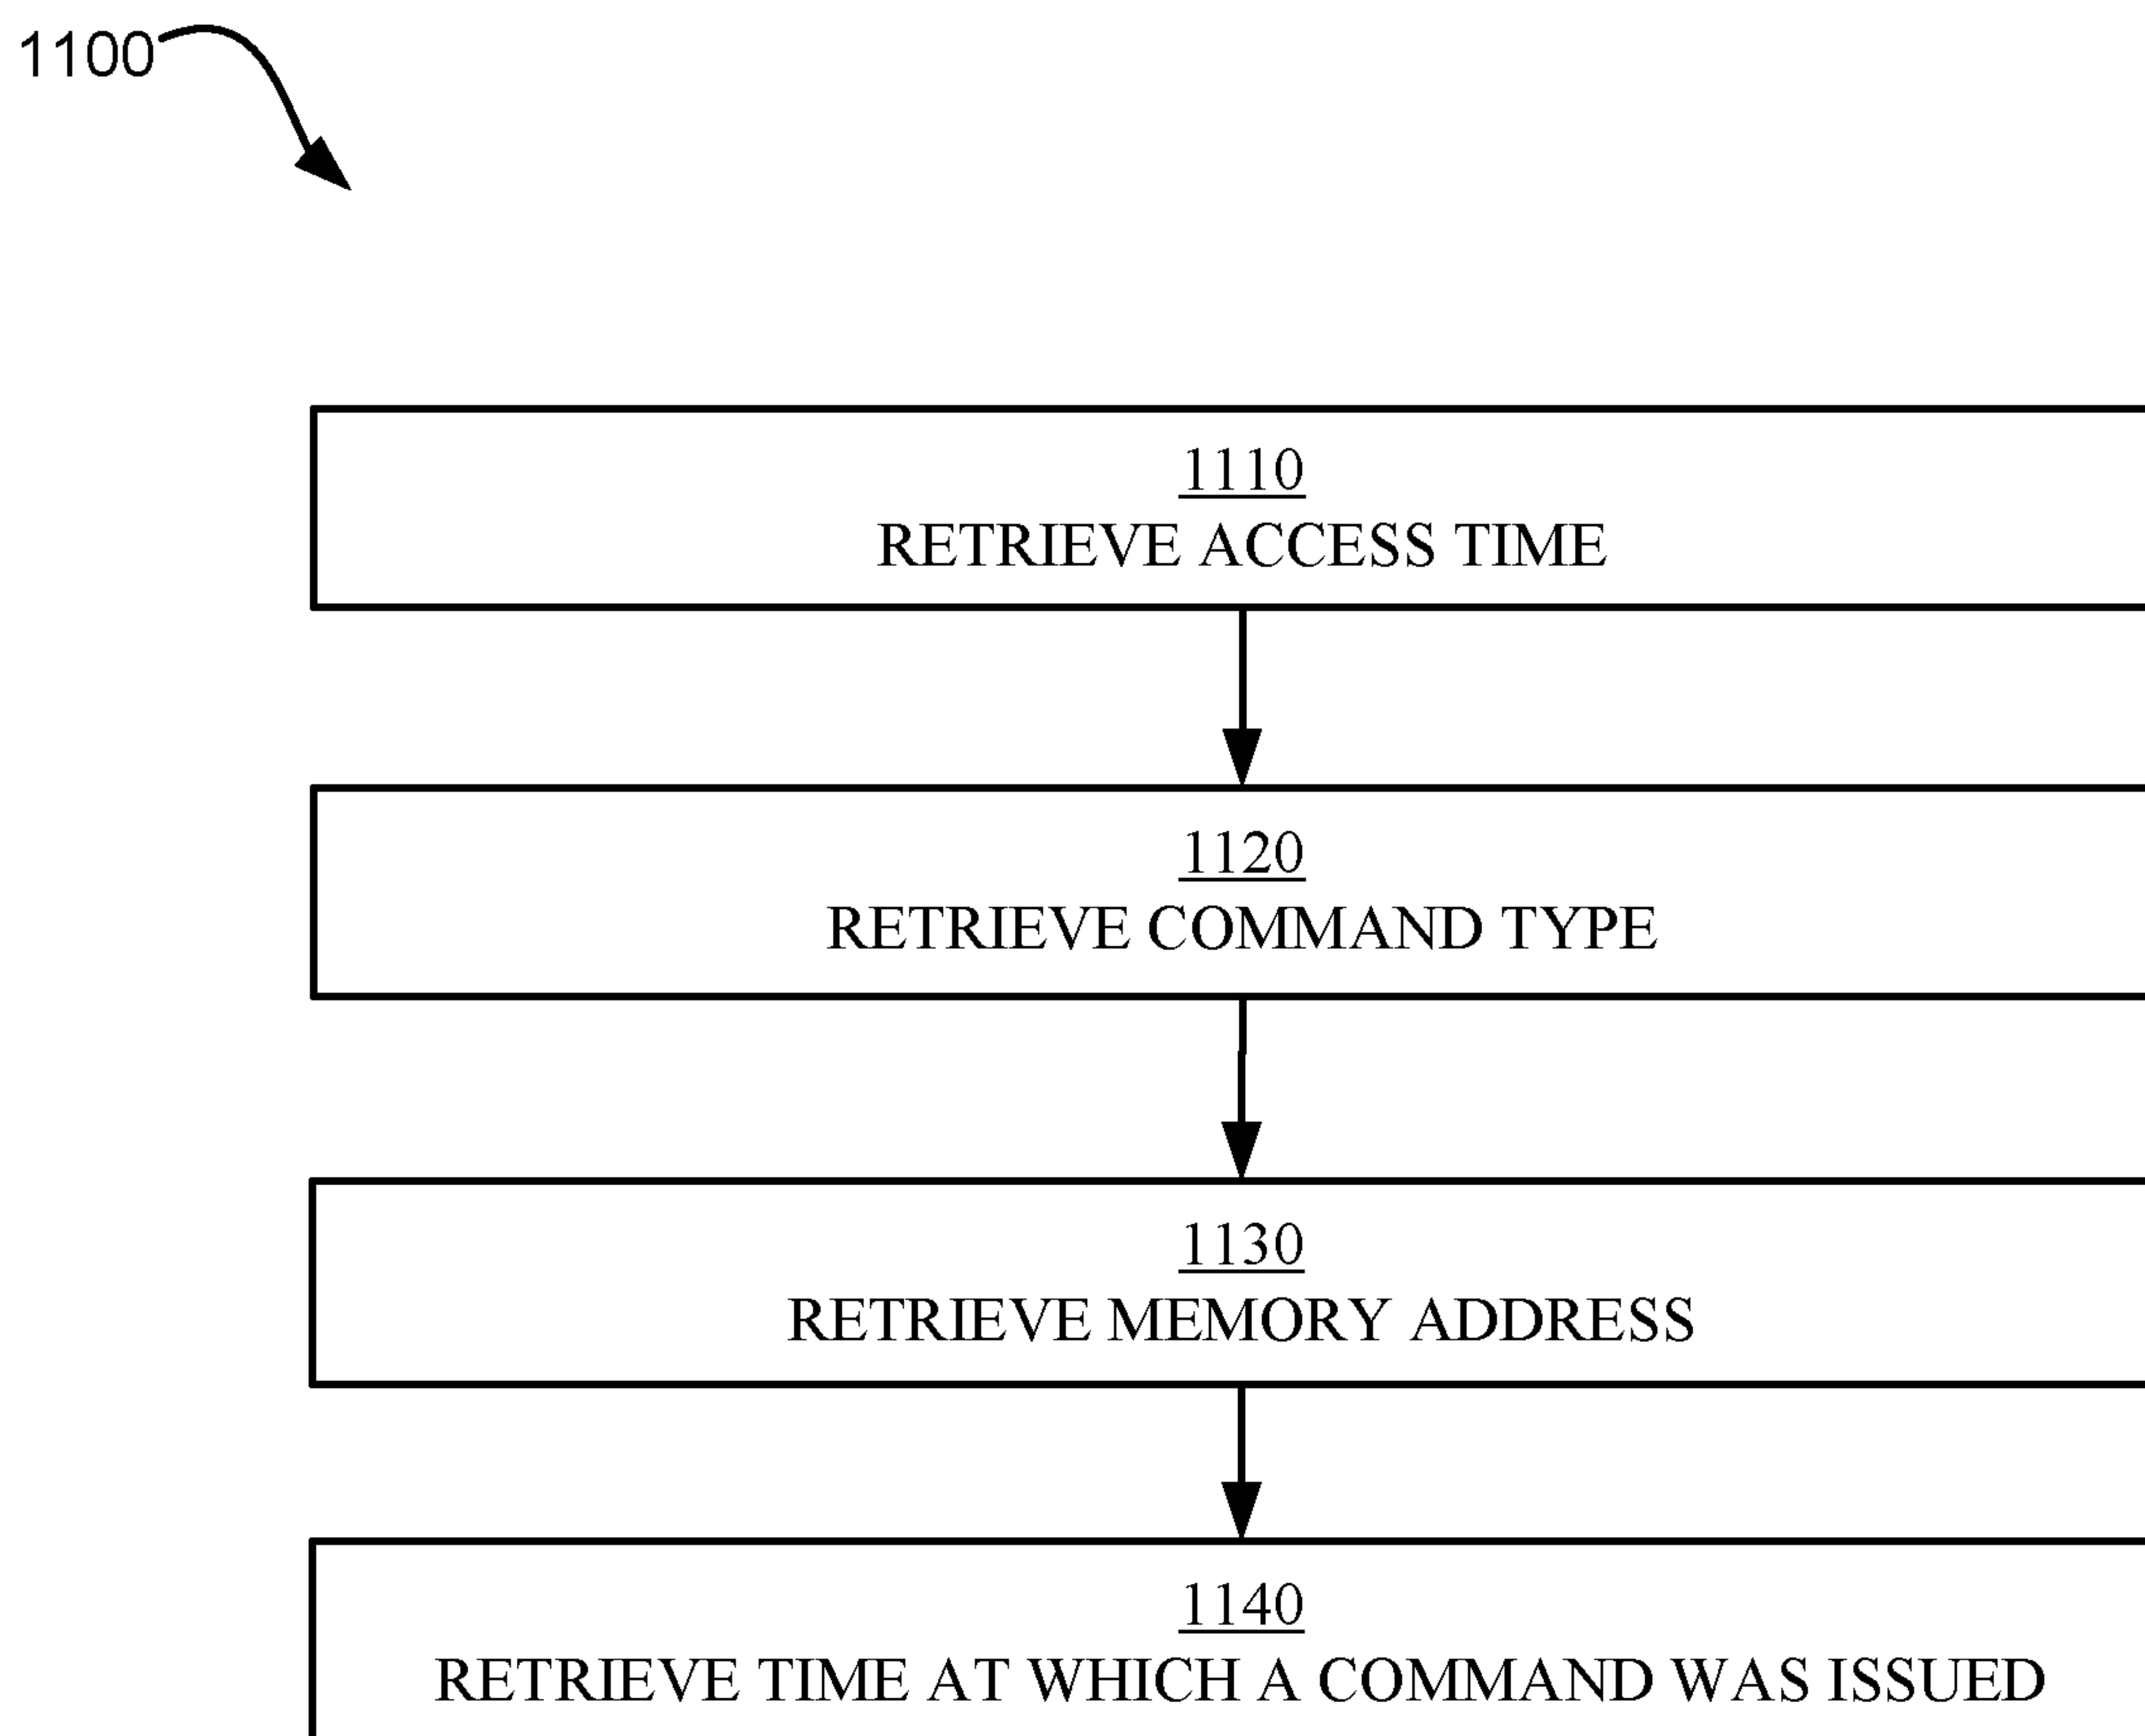 1100
1110
RETRIEVE ACCESS TIME
1120
RETRIEVE COMMAND TYPE
1130
RETRIEVE MEMORY ADDRESS
1140
RETRIEVE TIME AT WHICH A COMMAND WAS ISSUED